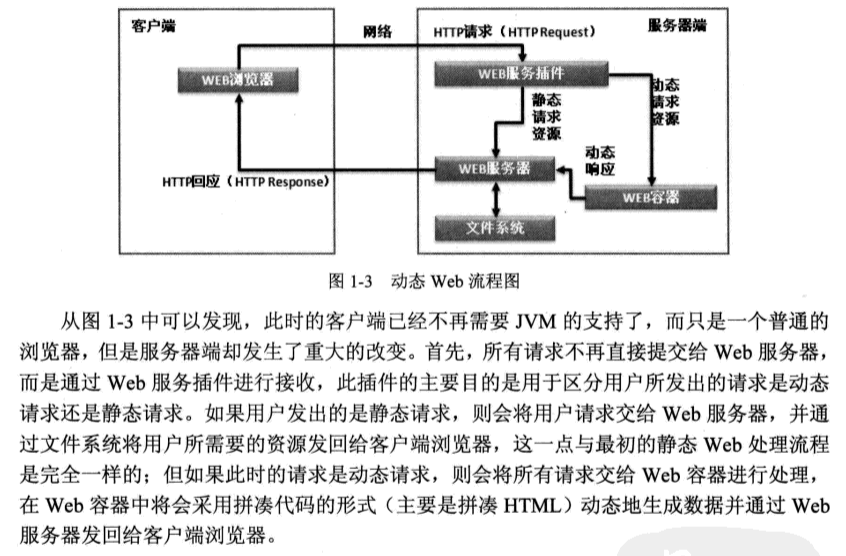 客户端
网络
HTTP请求（HTTP Request）
服务器端
WEB浏览器
WEB服务插件
静态
请求
资源
动态
请求
资源
动态
响应
WEB服务器
HTTP回应（HTTP Response）
WEB容器
文件系统
图 1-3 动态 Web 流程图
从图 1-3 中可以发现，此时的客户端已经不再需要 JVM 的支持了，而只是一个普通的
浏览器，但是服务器端却发生了重大的改变。首先，所有请求不再直接提交给 Web 服务器，
而是通过 Web 服务插件进行接收，此插件的主要目的是用于区分用户所发出的请求是动态
请求还是静态请求。如果用户发出的是静态请求，则会将用户请求交给 Web 服务器，并通
过文件系统将用户所需要的资源发回给客户端浏览器，这一点与最初的静态 Web 处理流程
是完全一样的；但如果此时的请求是动态请求，则会将所有请求交给 Web 容器进行处理，
在 Web 容器中将会采用拼凑代码的形式（主要是拼凑 HTML）动态地生成数据并通过 Web
服务器发回给客户端浏览器。